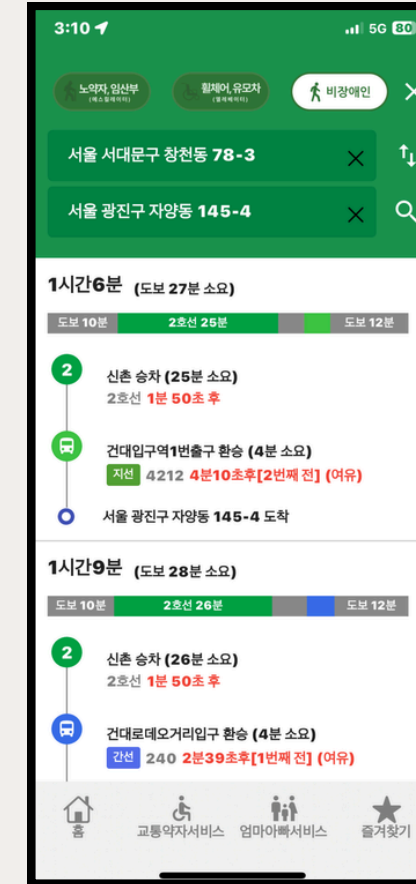 3:10
5G 80
노약자, 임산부
(에스컬레이터)
휠체어, 유모차
(엘레베이터)
비장애인
서울 서대문구 창천동 78-3
서울 광진구 자양동 145-4
1시간6분 (도보 27분 소요)
도보 10분 2호선 25분 도보 12분
2 신촌 승차 (25분 소요)
2호선 1분 50초 후
건대입구역1번출구 환승 (4분 소요)
지선 4212 4분10초후[2번째 전] (여유)
서울 광진구 자양동 145-4 도착
1시간9분 (도보 28분 소요)
도보 10분 2호선 26분 도보 12분
2 신촌 승차 (26분 소요)
2호선 1분 50초 후
건대로데오거리입구 환승 (4분 소요)
간선 240 2분39초후[1번째 전] (여유)
홈 교통약자서비스 엄마아빠서비스 즐겨찾기